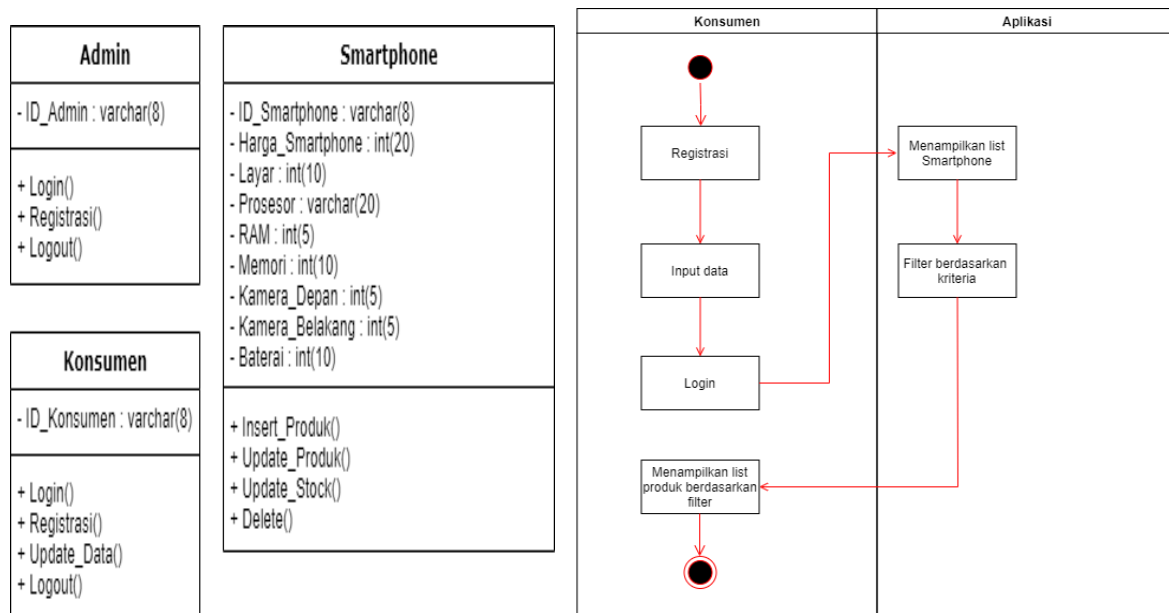 Admin
- ID_Admin : varchar(8)
+ Login()
+ Registrasi()
+ Logout()
Konsumen
- ID_Konsumen : varchar(8)
+ Login()
+ Registrasi()
+ Update_Data()
+ Logout()
Smartphone
- ID_Smartphone : varchar(8)
- Harga_Smartphone : int(20)
- Layar : int(10)
- Prosesor : varchar(20)
- RAM : int(5)
- Memori : int(10)
- Kamera_Depan : int(5)
- Kamera_Belakang : int(5)
- Baterai : int(10)
+ Insert_Produk()
+ Update_Produk()
+ Update_Stock()
+ Delete()
Konsumen
Aplikasi
Registrasi
Input data
Login
Menampilkan list
Smartphone
Filter berdasarkan
kriteria
Menampilkan list
produk berdasarkan
filter